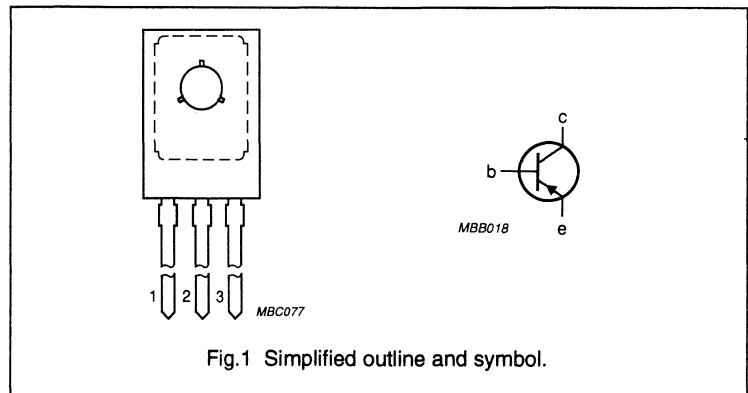 c
b
MBB018
e
1 2 3
MBC077
Fig.1 Simplified outline and symbol.